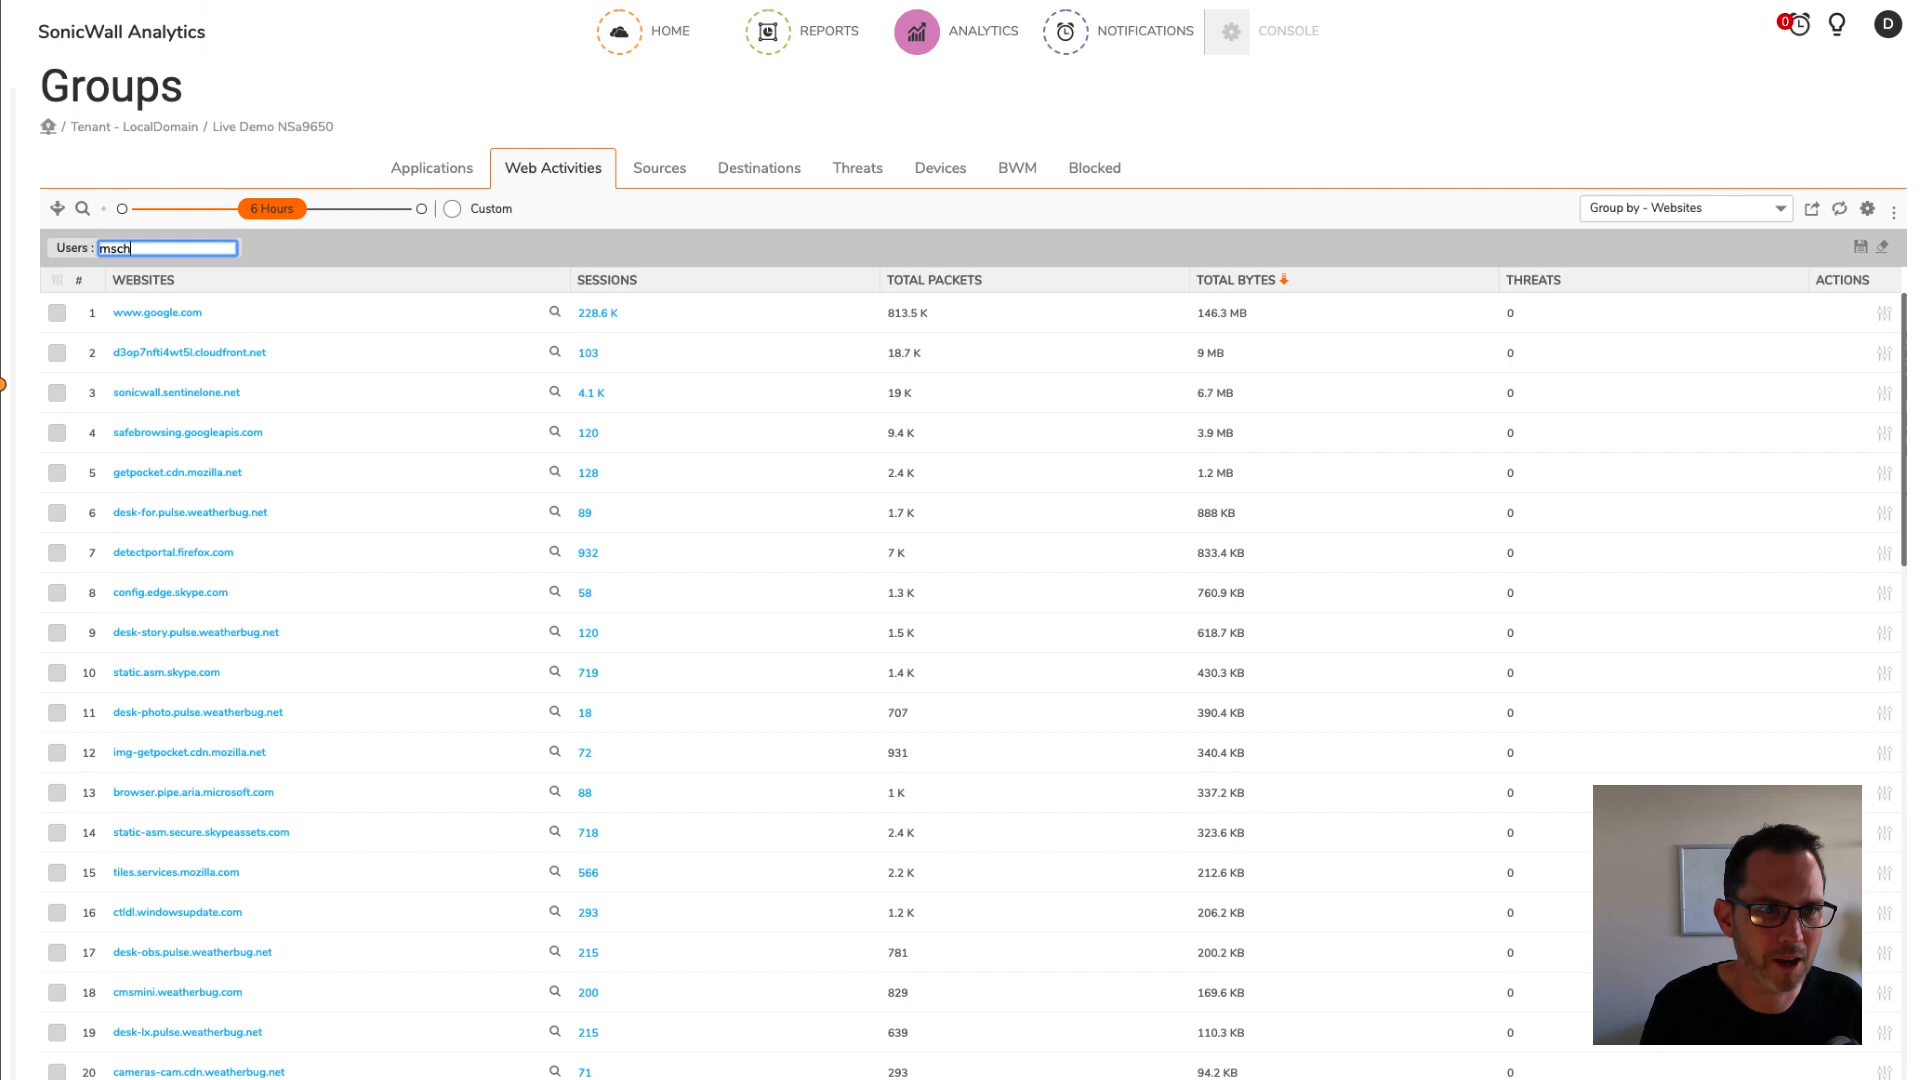 SonicWall Analytics
HOME
REPORTS
ANALYTICS
NOTIFICATIONS
CONSOLE
0
D
Groups
/ Tenant - LocalDomain / Live Demo NSa9650
Applications
Web Activities
Sources
Destinations
Threats
Devices
BWM
Blocked
6 Hours
Custom
Group by - Websites
Users : msch
# WEBSITES SESSIONS TOTAL PACKETS TOTAL BYTES THREATS ACTIONS
1 www.google.com 228.6 K 813.5 K 146.3 MB 0
2 d3op7nfti4wt5l.cloudfront.net 103 18.7 K 9 MB 0
3 sonicwall.sentinelone.net 4.1 K 19 K 6.7 MB 0
4 safebrowsing.googleapis.com 120 9.4 K 3.9 MB 0
5 getpocket.cdn.mozilla.net 128 2.4 K 1.2 MB 0
6 desk-for.pulse.weatherbug.net 89 1.7 K 888 KB 0
7 detectportal.firefox.com 932 7 K 833.4 KB 0
8 config.edge.skype.com 58 1.3 K 760.9 KB 0
9 desk-story.pulse.weatherbug.net 120 1.5 K 618.7 KB 0
10 static.asm.skype.com 719 1.4 K 430.3 KB 0
11 desk-photo.pulse.weatherbug.net 18 707 390.4 KB 0
12 img-getpocket.cdn.mozilla.net 72 931 340.4 KB 0
13 browser.pipe.aria.microsoft.com 88 1 K 337.2 KB 0
14 static-asm.secure.skypeassets.com 718 2.4 K 323.6 KB 0
15 tiles.services.mozilla.com 566 2.2 K 212.6 KB 0
16 ctldl.windowsupdate.com 293 1.2 K 206.2 KB 0
17 desk-obs.pulse.weatherbug.net 215 781 200.2 KB 0
18 cmsmini.weatherbug.com 200 829 169.6 KB 0
19 desk-lx.pulse.weatherbug.net 215 639 110.3 KB 0
20 cameras-cam.cdn.weatherbug.net 71 293 94.2 KB 0